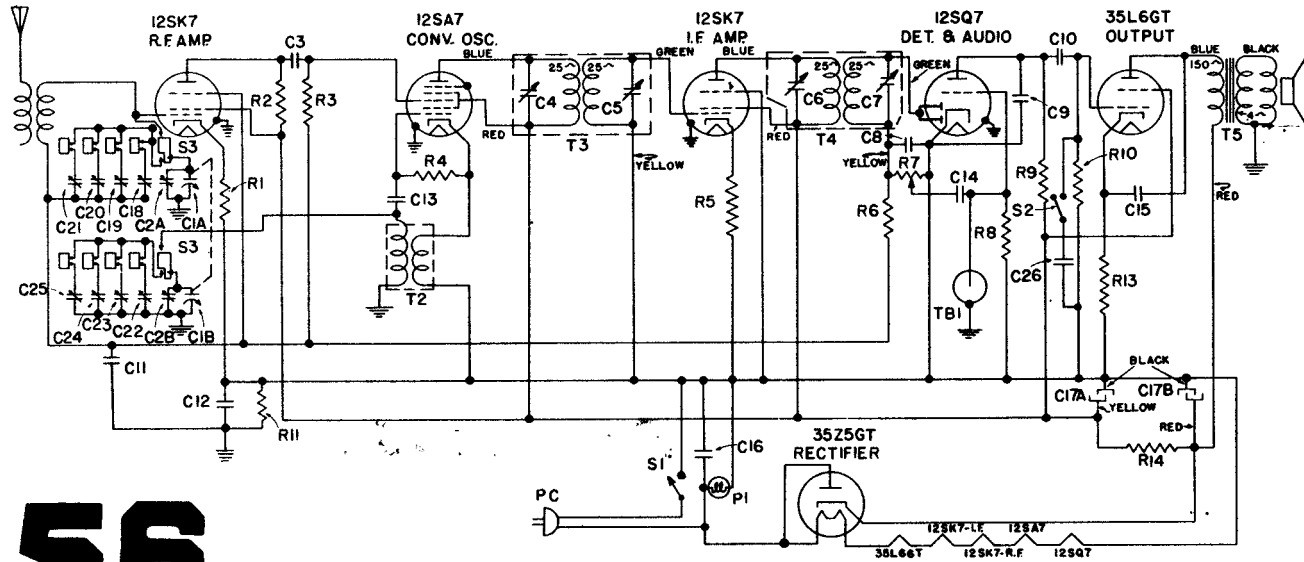 12SK7 12SA7 12SK7 12SQ7 35L6GT
R.F. AMP. CONV. OSC. I.F. AMP. DET. & AUDIO OUTPUT
C3
R2
R3
BLUE
25~ 25~
C4
C5
T3
RED
GREEN
BLUE
25~ 25~
C6
C7
T4
RED
GREEN
C8
YELLOW
YELLOW
C10
C9
BLUE
150~
BLACK
4~
T5
RED
S3
C21
C20
C19
C18
C2A
C1A
R1
R4
C13
R5
R6
R7
C14
R8
R9
S2
R10
C15
S3
C25
C24
C23
C22
C2B
C1B
T2
TB1
C26
R13
C11
C12
R11
BLACK
C17A
YELLOW
C17B
RED
R14
S1
C16
P1
PC
35Z5GT
RECTIFIER
35L66T
12SK7-I.F.
12SK7-R.F.
12SA7
12SQ7
56